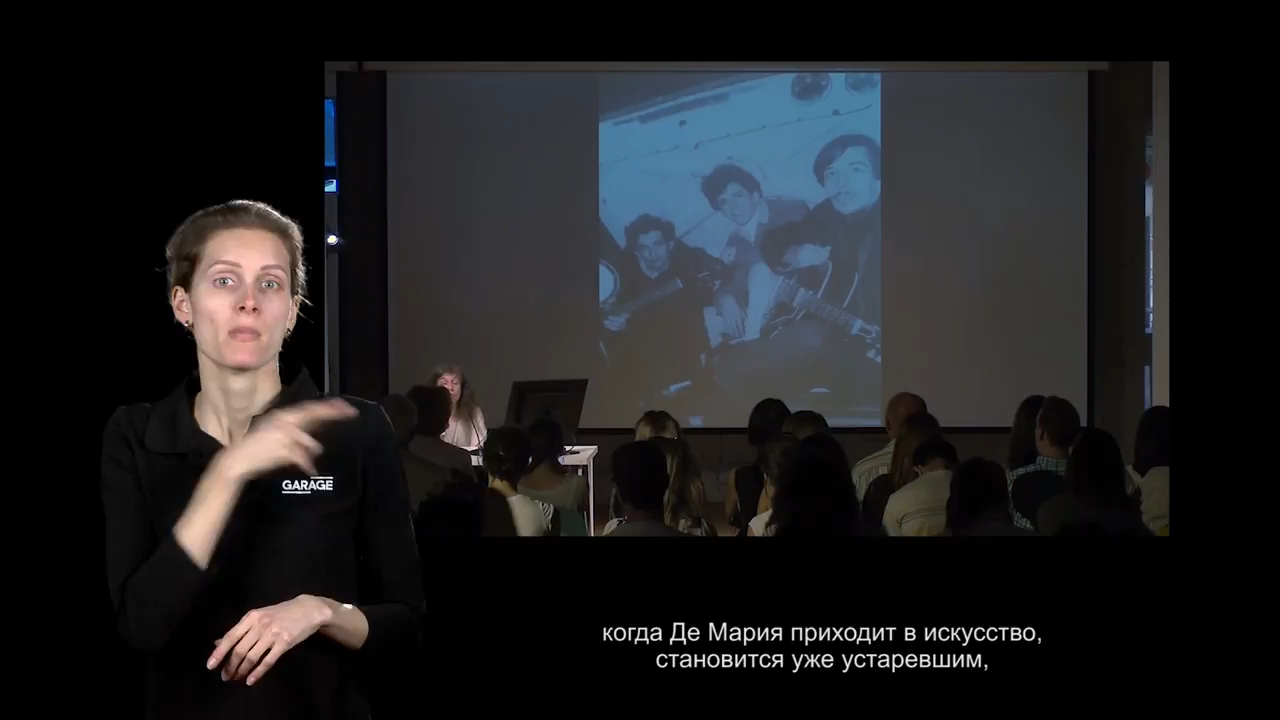 GARAGE
когда Де Мария приходит в искусство,
становится уже устаревшим,